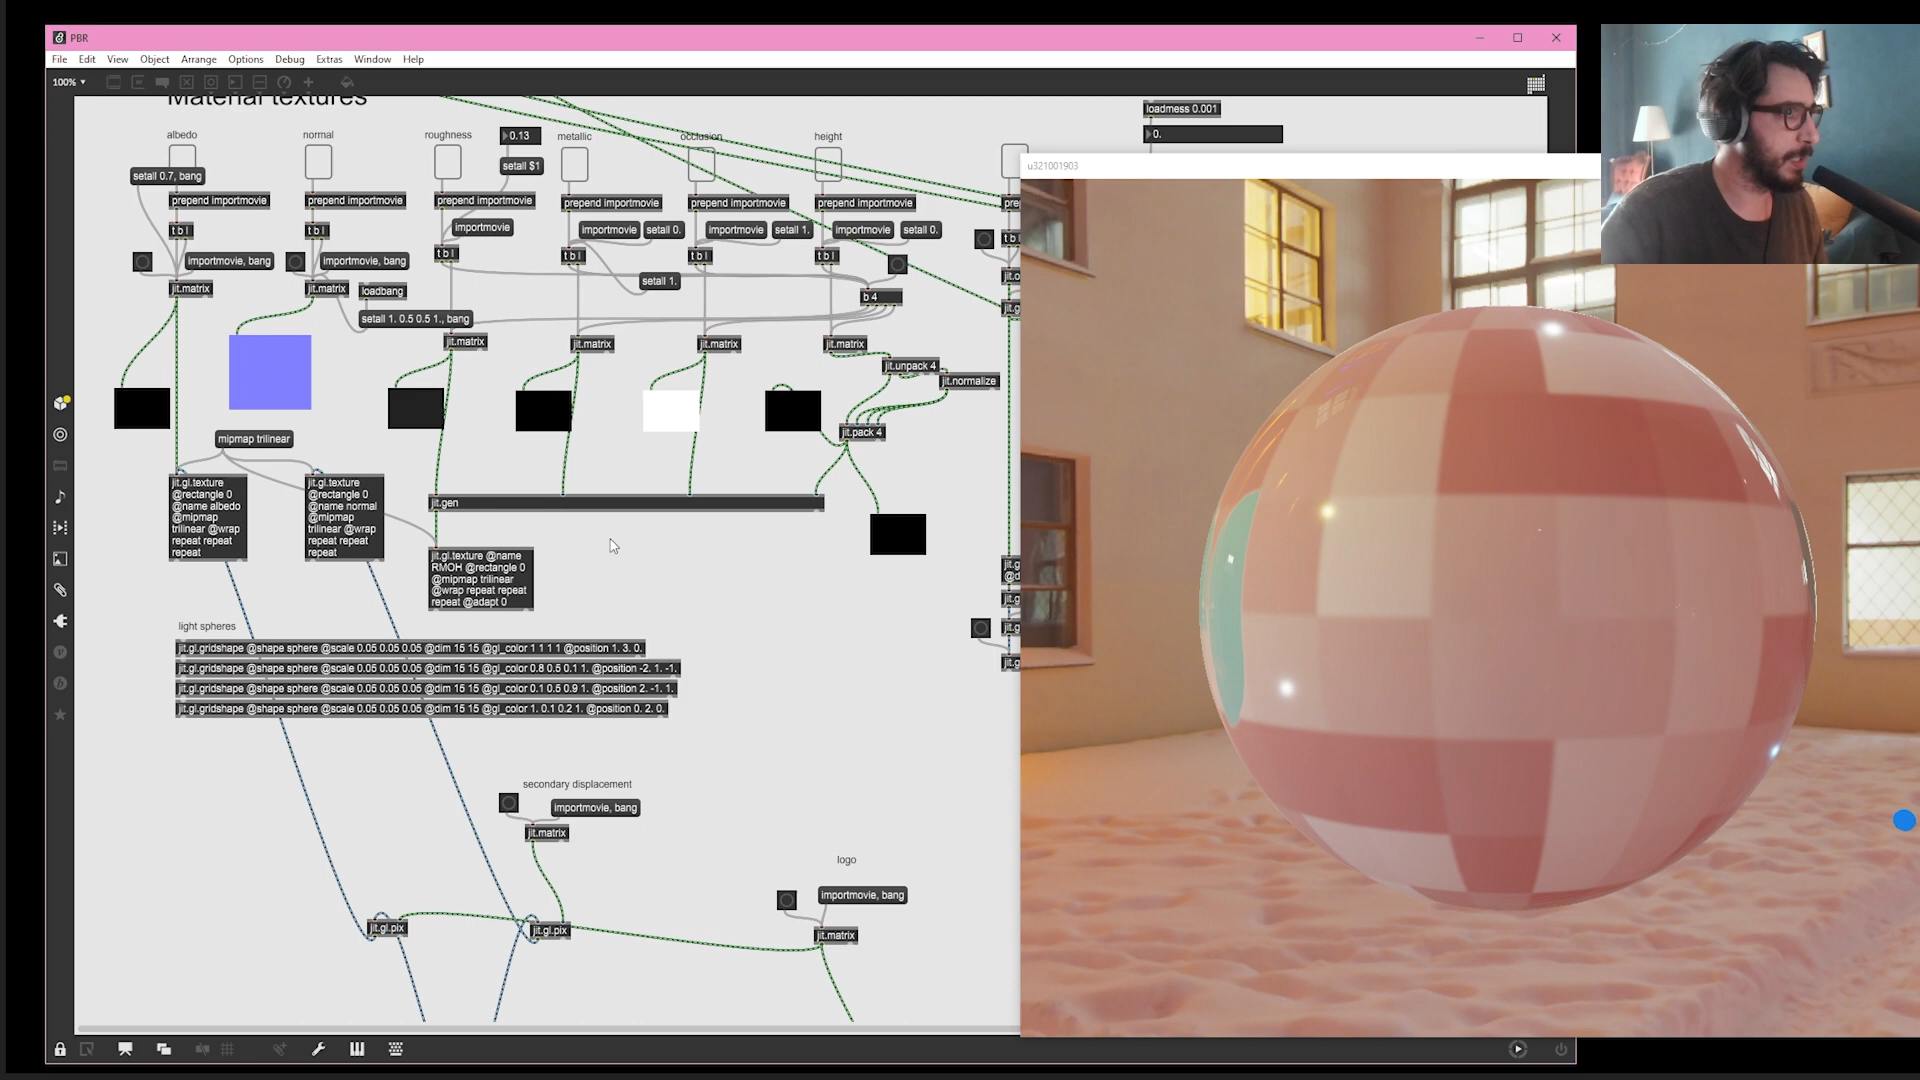 PBR
File Edit View Object Arrange Options Debug Extras Window Help
100%
Material textures
albedo
normal
roughness
0.13
metallic
occlusion
height
loadmess 0.001
0.
setall 0.7, bang
setall $1
u321001903
prepend importmovie
prepend importmovie
prepend importmovie
prepend importmovie
prepend importmovie
prepend importmovie
t b l
t b l
importmovie
importmovie
setall 0.
importmovie
setall 1.
importmovie
setall 0.
t b l
t b l
t b l
t b l
importmovie, bang
importmovie, bang
setall 1.
jit.matrix
jit.matrix
loadbang
b 4
setall 1. 0.5 0.5 1., bang
jit.matrix
jit.matrix
jit.matrix
jit.matrix
jit.unpack 4
jit.normalize
jit.pack 4
mipmap trilinear
jit.gl.texture
@rectangle 0
@name albedo
@mipmap
trilinear @wrap
repeat repeat
repeat
jit.gl.texture
@rectangle 0
@name normal
@mipmap
trilinear @wrap
repeat repeat
repeat
jit.gen
jit.gl.texture @name
RMOH @rectangle 0
@mipmap trilinear
@wrap repeat repeat
repeat @adapt 0
light spheres
jit.gl.gridshape @shape sphere @scale 0.05 0.05 0.05 @dim 15 15 @gl_color 1 1 1 1 @position 1. 3. 0.
jit.gl.gridshape @shape sphere @scale 0.05 0.05 0.05 @dim 15 15 @gl_color 0.8 0.5 0.1 1. @position -2. 1. -1.
jit.gl.gridshape @shape sphere @scale 0.05 0.05 0.05 @dim 15 15 @gl_color 0.1 0.5 0.9 1. @position 2. -1. 1.
jit.gl.gridshape @shape sphere @scale 0.05 0.05 0.05 @dim 15 15 @gl_color 1. 0.1 0.2 1. @position 0. 2. 0.
secondary displacement
importmovie, bang
jit.matrix
logo
importmovie, bang
jit.gl.pix
jit.gl.pix
jit.matrix